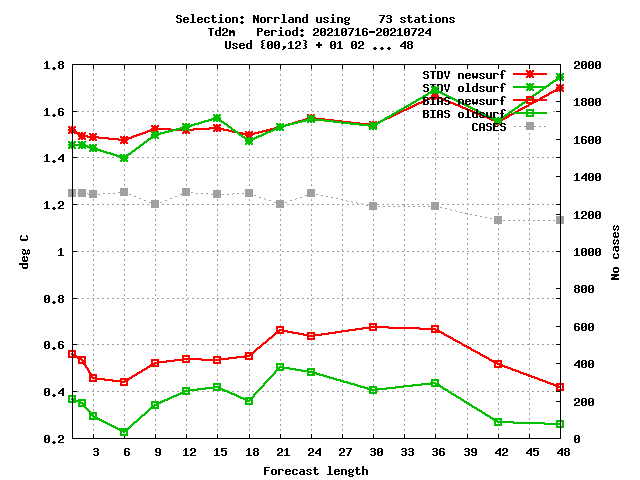 Selection: Norrland using    73 stations
Td2m   Period: 20210716-20210724
Used {00,12} + 01 02 ... 48
STDV newsurf
STDV oldsurf
BIAS newsurf
BIAS oldsurf
CASES
1.8
1.6
1.4
1.2
1
0.8
0.6
0.4
0.2
deg C
2000
1800
1600
1400
1200
1000
800
600
400
200
0
No cases
3 6 9 12 15 18 21 24 27 30 33 36 39 42 45 48
Forecast length